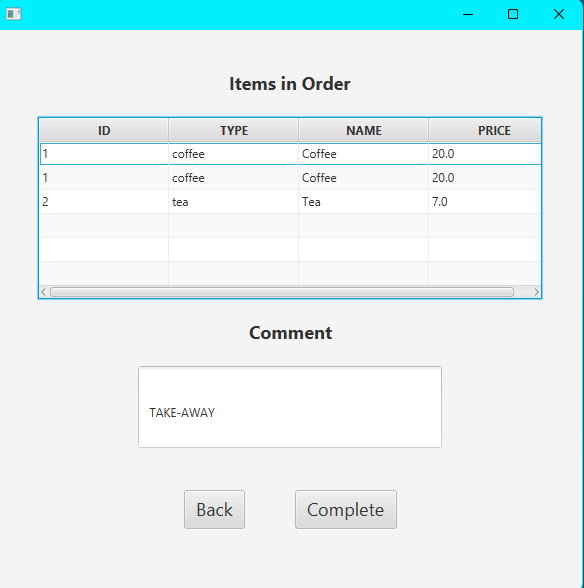 Items in Order
ID TYPE NAME PRICE
1 coffee Coffee 20.0
1 coffee Coffee 20.0
2 tea Tea 7.0
Comment
TAKE-AWAY
Back Complete